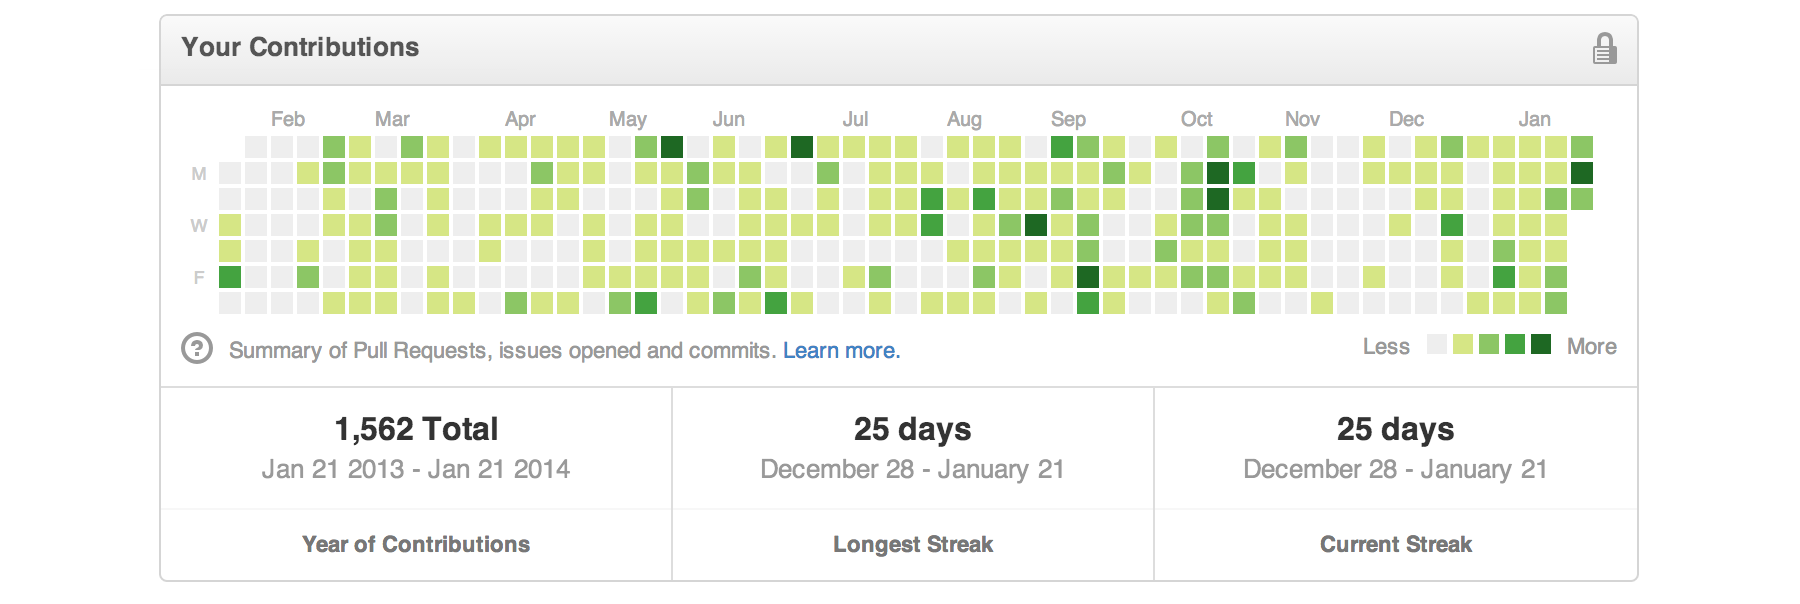 Your Contributions
Feb Mar Apr May Jun Jul Aug Sep Oct Nov Dec Jan
M
W
F
? Summary of Pull Requests, issues opened and commits. Learn more.
Less More
1,562 Total
Jan 21 2013 - Jan 21 2014
Year of Contributions
25 days
December 28 - January 21
Longest Streak
25 days
December 28 - January 21
Current Streak